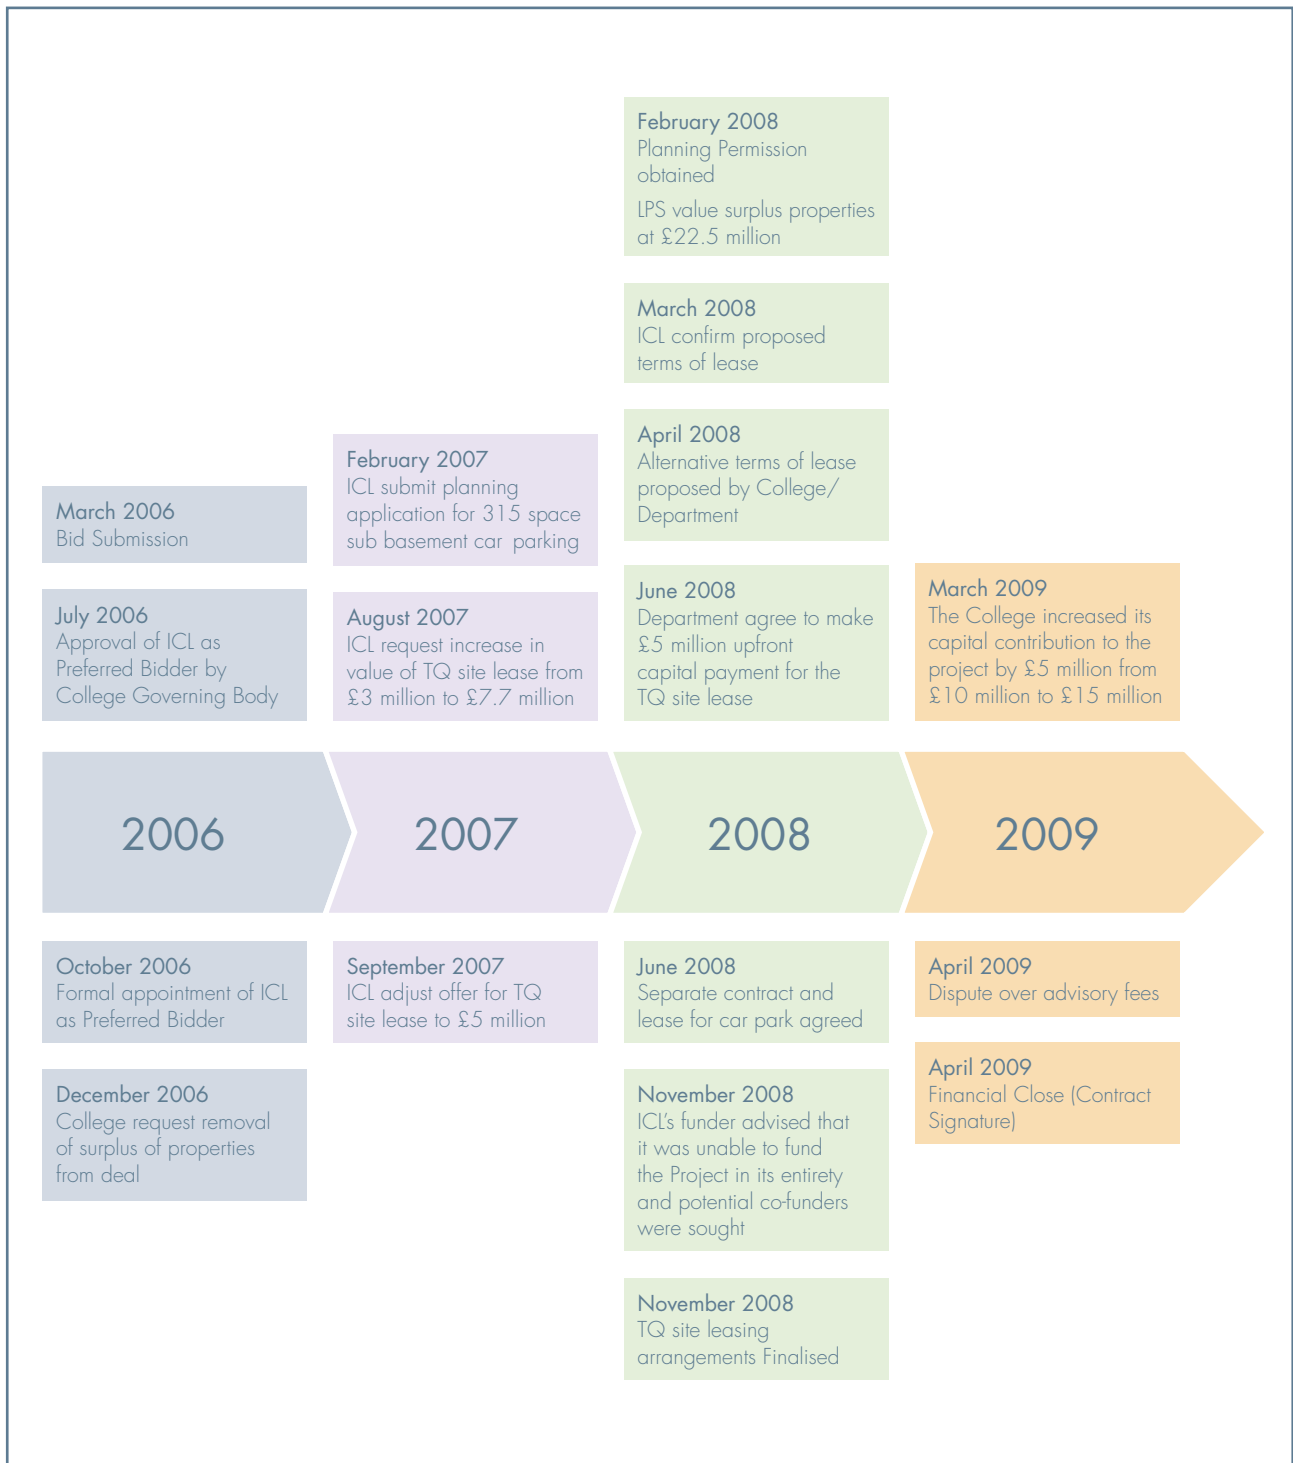 March 2006
Bid Submission
July 2006
Approval of ICL as
Preferred Bidder by
College Governing Body
February 2007
ICL submit planning
application for 315 space
sub basement car parking
August 2007
ICL request increase in
value of TQ site lease from
£3 million to £7.7 million
February 2008
Planning Permission
obtained
LPS value surplus properties
at £22.5 million
March 2008
ICL confirm proposed
terms of lease
April 2008
Alternative terms of lease
proposed by College/
Department
June 2008
Department agree to make
£5 million upfront
capital payment for the
TQ site lease
March 2009
The College increased its
capital contribution to the
project by £5 million from
£10 million to £15 million
2006
2007
2008
2009
October 2006
Formal appointment of ICL
as Preferred Bidder
December 2006
College request removal
of surplus of properties
from deal
September 2007
ICL adjust offer for TQ
site lease to £5 million
June 2008
Separate contract and
lease for car park agreed
November 2008
ICL's funder advised that
it was unable to fund
the Project in its entirety
and potential co-funders
were sought
November 2008
TQ site leasing
arrangements Finalised
April 2009
Dispute over advisory fees
April 2009
Financial Close (Contract
Signature)